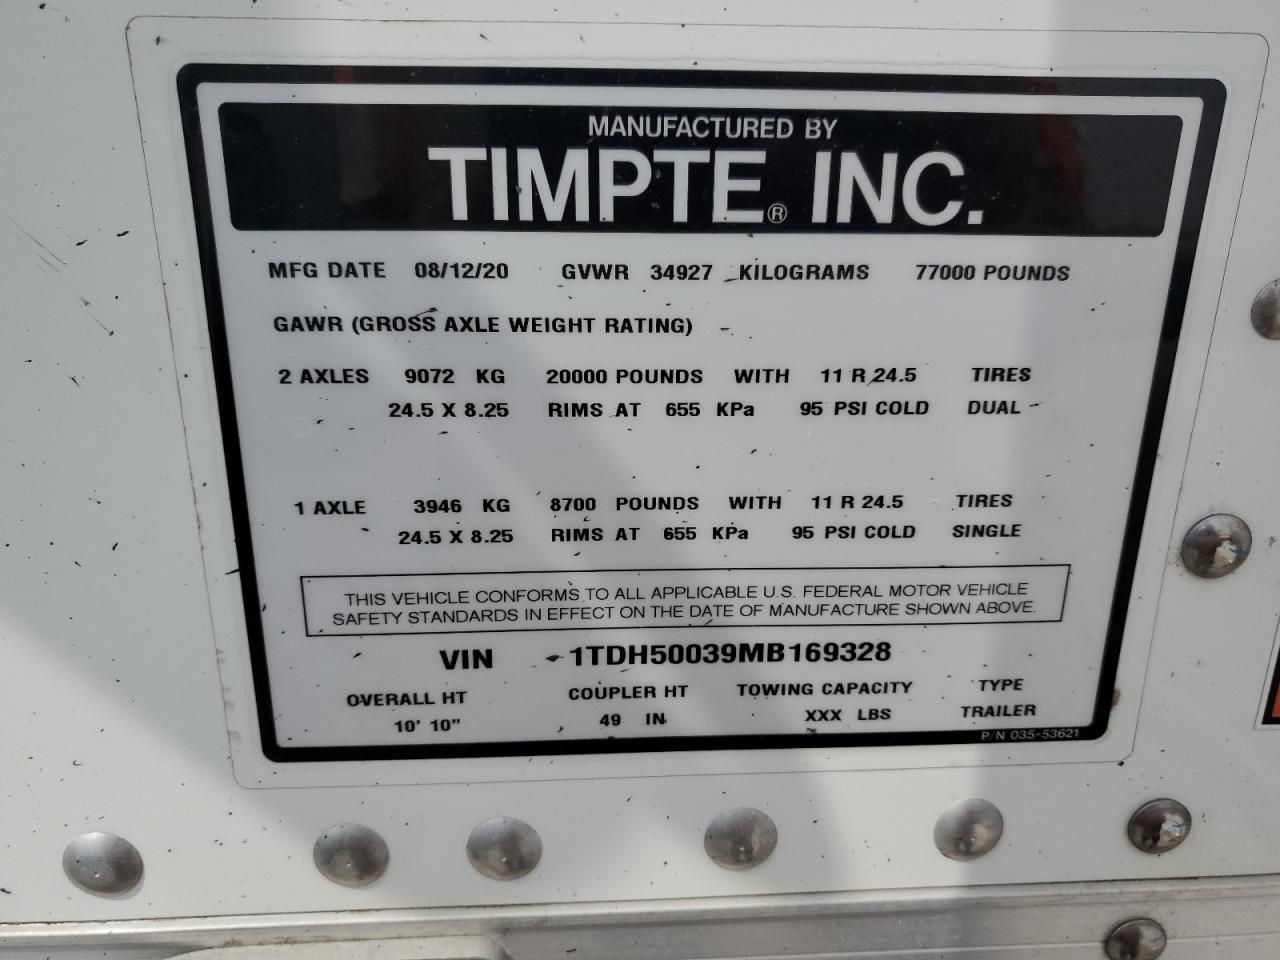 MANUFACTURED BY
TIMPTE® INC.
MFG DATE 08/12/20 GVWR 34927 KILOGRAMS 77000 POUNDS
GAWR (GROSS AXLE WEIGHT RATING)
2 AXLES 9072 KG 20000 POUNDS WITH 11 R 24.5 TIRES
24.5 X 8.25 RIMS AT 655 KPa 95 PSI COLD DUAL
1 AXLE 3946 KG 8700 POUNDS WITH 11 R 24.5 TIRES
24.5 X 8.25 RIMS AT 655 KPa 95 PSI COLD SINGLE
THIS VEHICLE CONFORMS TO ALL APPLICABLE U.S. FEDERAL MOTOR VEHICLE
SAFETY STANDARDS IN EFFECT ON THE DATE OF MANUFACTURE SHOWN ABOVE.
VIN 1TDH50039MB169328
OVERALL HT COUPLER HT TOWING CAPACITY TYPE
10' 10" 49 IN XXX LBS TRAILER
P/N 035-53621